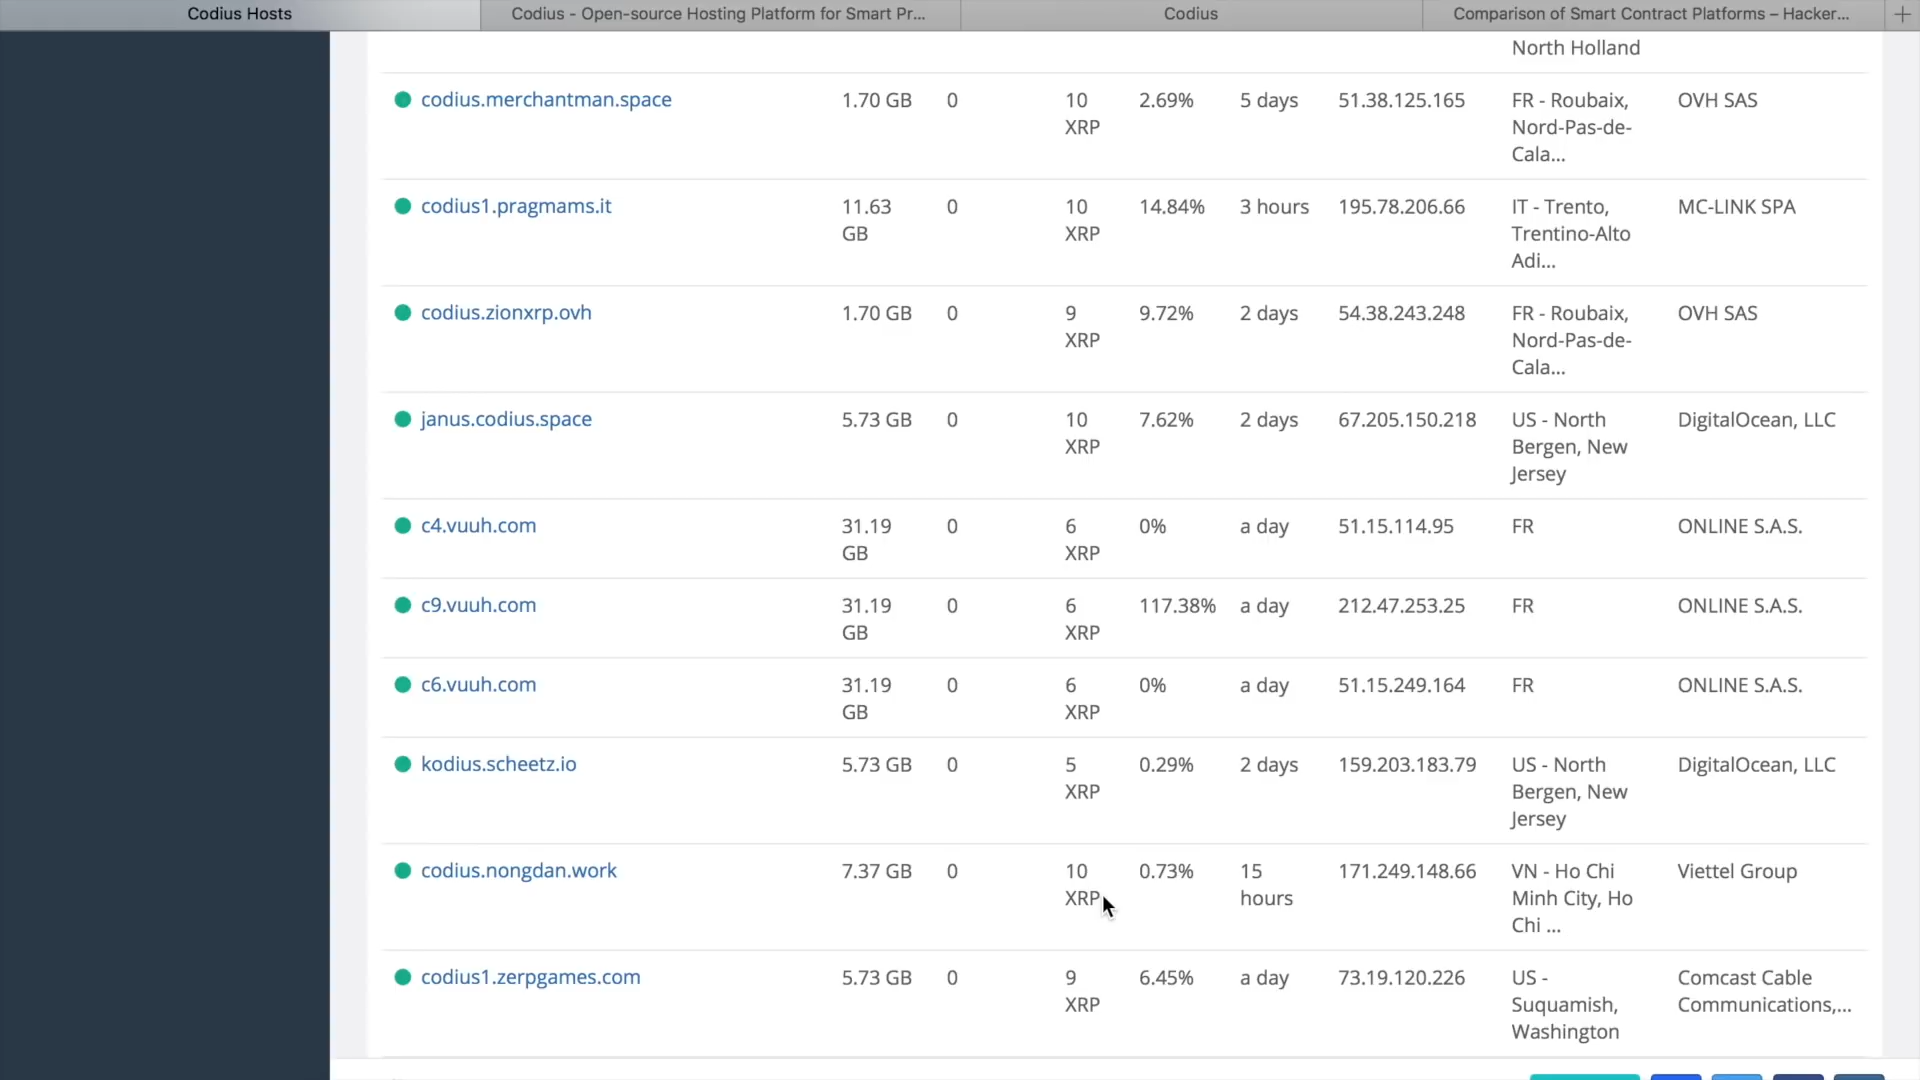 Codius Hosts
Codius - Open-source Hosting Platform for Smart Pr...
Codius
Comparison of Smart Contract Platforms – Hacker...
North Holland
codius.merchantman.space 1.70 GB 0 10 2.69% 5 days 51.38.125.165 FR - Roubaix, OVH SAS
XRP Nord-Pas-de-
Cala...
codius1.pragmams.it 11.63 0 10 14.84% 3 hours 195.78.206.66 IT - Trento, MC-LINK SPA
GB XRP Trentino-Alto
Adi...
codius.zionxrp.ovh 1.70 GB 0 9 9.72% 2 days 54.38.243.248 FR - Roubaix, OVH SAS
XRP Nord-Pas-de-
Cala...
janus.codius.space 5.73 GB 0 10 7.62% 2 days 67.205.150.218 US - North DigitalOcean, LLC
XRP Bergen, New
Jersey
c4.vuuh.com 31.19 0 6 0% a day 51.15.114.95 FR ONLINE S.A.S.
GB XRP
c9.vuuh.com 31.19 0 6 117.38% a day 212.47.253.25 FR ONLINE S.A.S.
GB XRP
c6.vuuh.com 31.19 0 6 0% a day 51.15.249.164 FR ONLINE S.A.S.
GB XRP
kodius.scheetz.io 5.73 GB 0 5 0.29% 2 days 159.203.183.79 US - North DigitalOcean, LLC
XRP Bergen, New
Jersey
codius.nongdan.work 7.37 GB 0 10 0.73% 15 171.249.148.66 VN - Ho Chi Viettel Group
XRP hours Minh City, Ho
Chi ...
codius1.zerpgames.com 5.73 GB 0 9 6.45% a day 73.19.120.226 US - Comcast Cable
XRP Suquamish, Communications,...
Washington